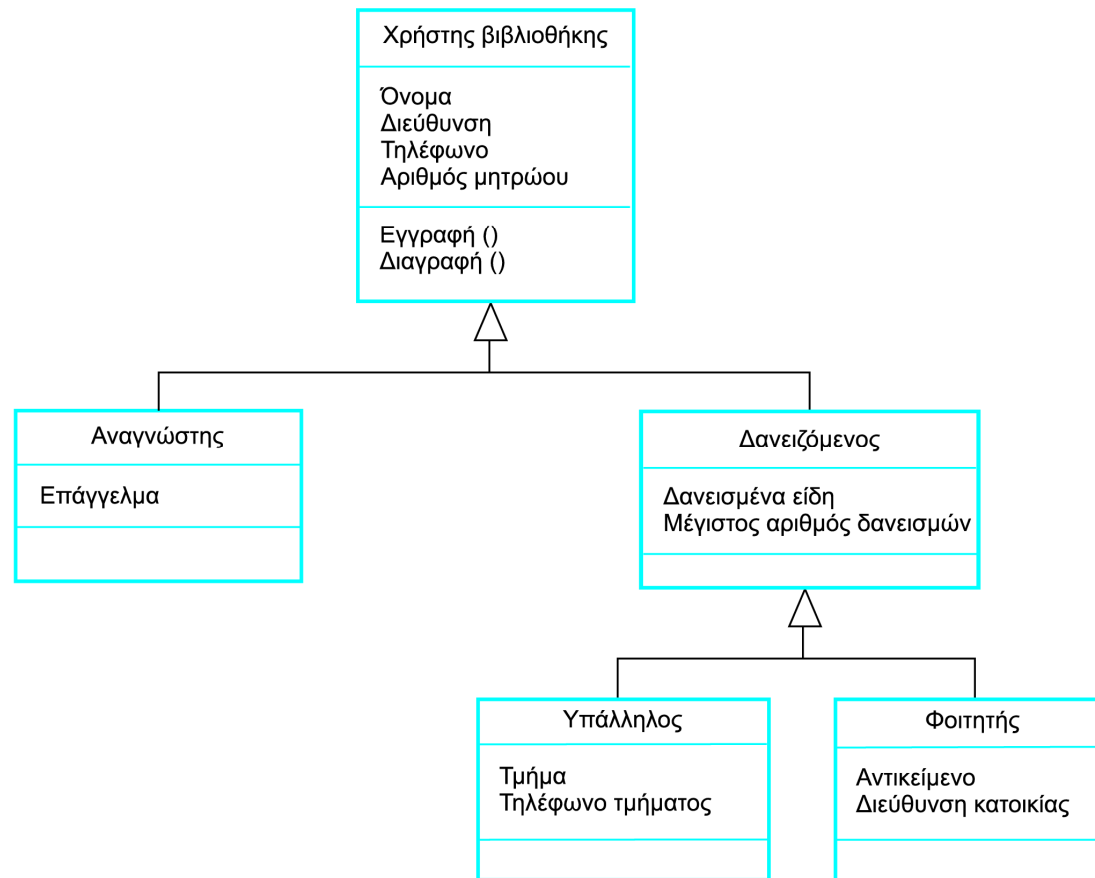 Χρήστης βιβλιοθήκης
Όνομα
Διεύθυνση
Τηλέφωνο
Αριθμός μητρώου
Εγγραφή ()
Διαγραφή ()
Αναγνώστης
Επάγγελμα
Δανειζόμενος
Δανεισμένα είδη
Μέγιστος αριθμός δανεισμών
Υπάλληλος
Τμήμα
Τηλέφωνο τμήματος
Φοιτητής
Αντικείμενο
Διεύθυνση κατοικίας